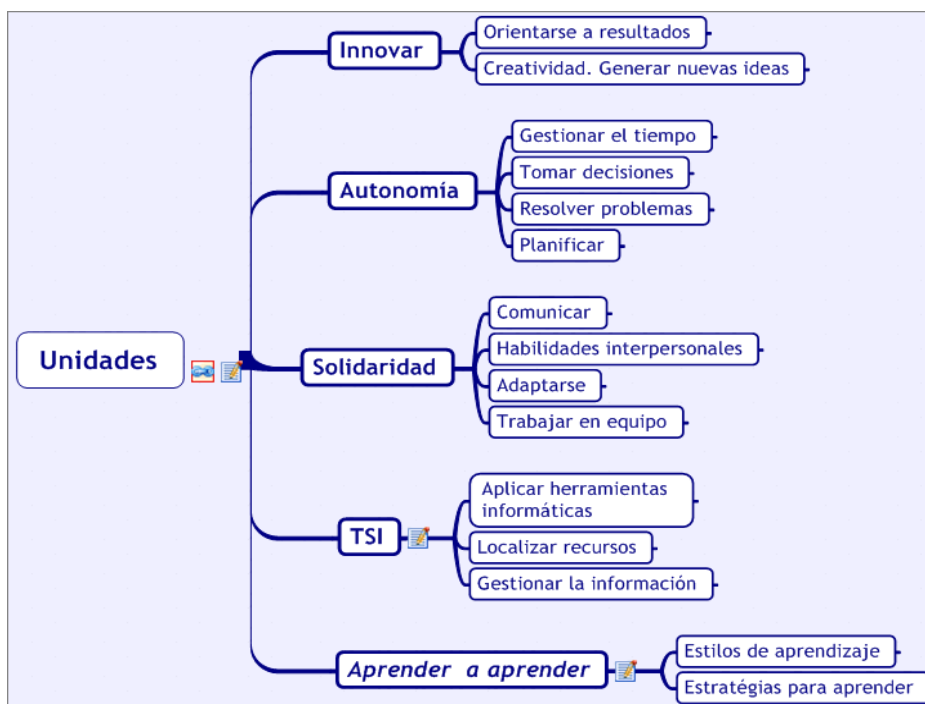 Unidades
Innovar
Orientarse a resultados
Creatividad. Generar nuevas ideas
Autonomía
Gestionar el tiempo
Tomar decisiones
Resolver problemas
Planificar
Solidaridad
Comunicar
Habilidades interpersonales
Adaptarse
Trabajar en equipo
TSI
Aplicar herramientas
informáticas
Localizar recursos
Gestionar la información
Aprender a aprender
Estilos de aprendizaje
Estratégias para aprender